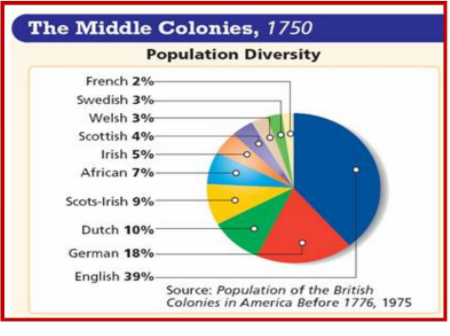 The Middle Colonies, 1750
Population Diversity
French 2%
Swedish 3%
Welsh 3%
Scottish 4%
Irish 5%
African 7%
Scots-Irish 9%
Dutch 10%
German 18%
English 39%
Source: Population of the British
Colonies in America Before 1776, 1975